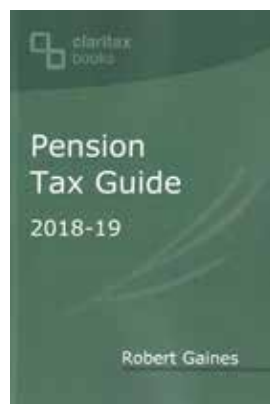 claritax
books
Pension
Tax Guide
2018-19
Robert Gaines